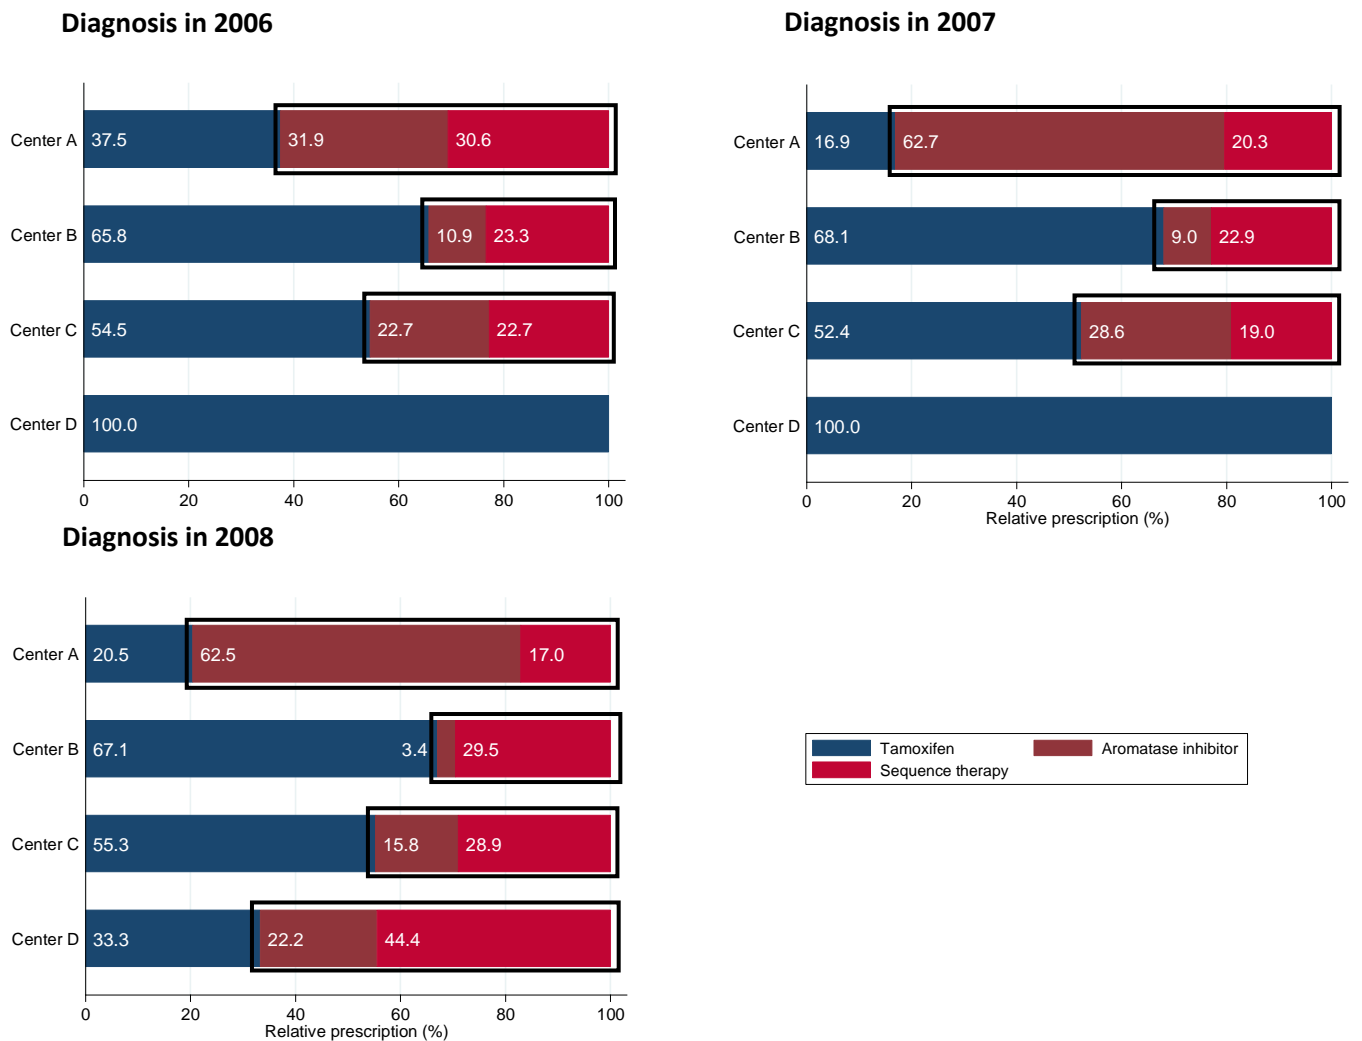 Diagnosis in 2006
Center A 37.5 31.9 30.6
Center B 65.8 10.9 23.3
Center C 54.5 22.7 22.7
Center D 100.0
0 20 40 60 80 100
Diagnosis in 2007
Center A 16.9 62.7 20.3
Center B 68.1 9.0 22.9
Center C 52.4 28.6 19.0
Center D 100.0
0 20 40 60 80 100
Relative prescription (%)
Diagnosis in 2008
Center A 20.5 62.5 17.0
Center B 67.1 3.4 29.5
Center C 55.3 15.8 28.9
Center D 33.3 22.2 44.4
0 20 40 60 80 100
Relative prescription (%)
Tamoxifen Aromatase inhibitor
Sequence therapy